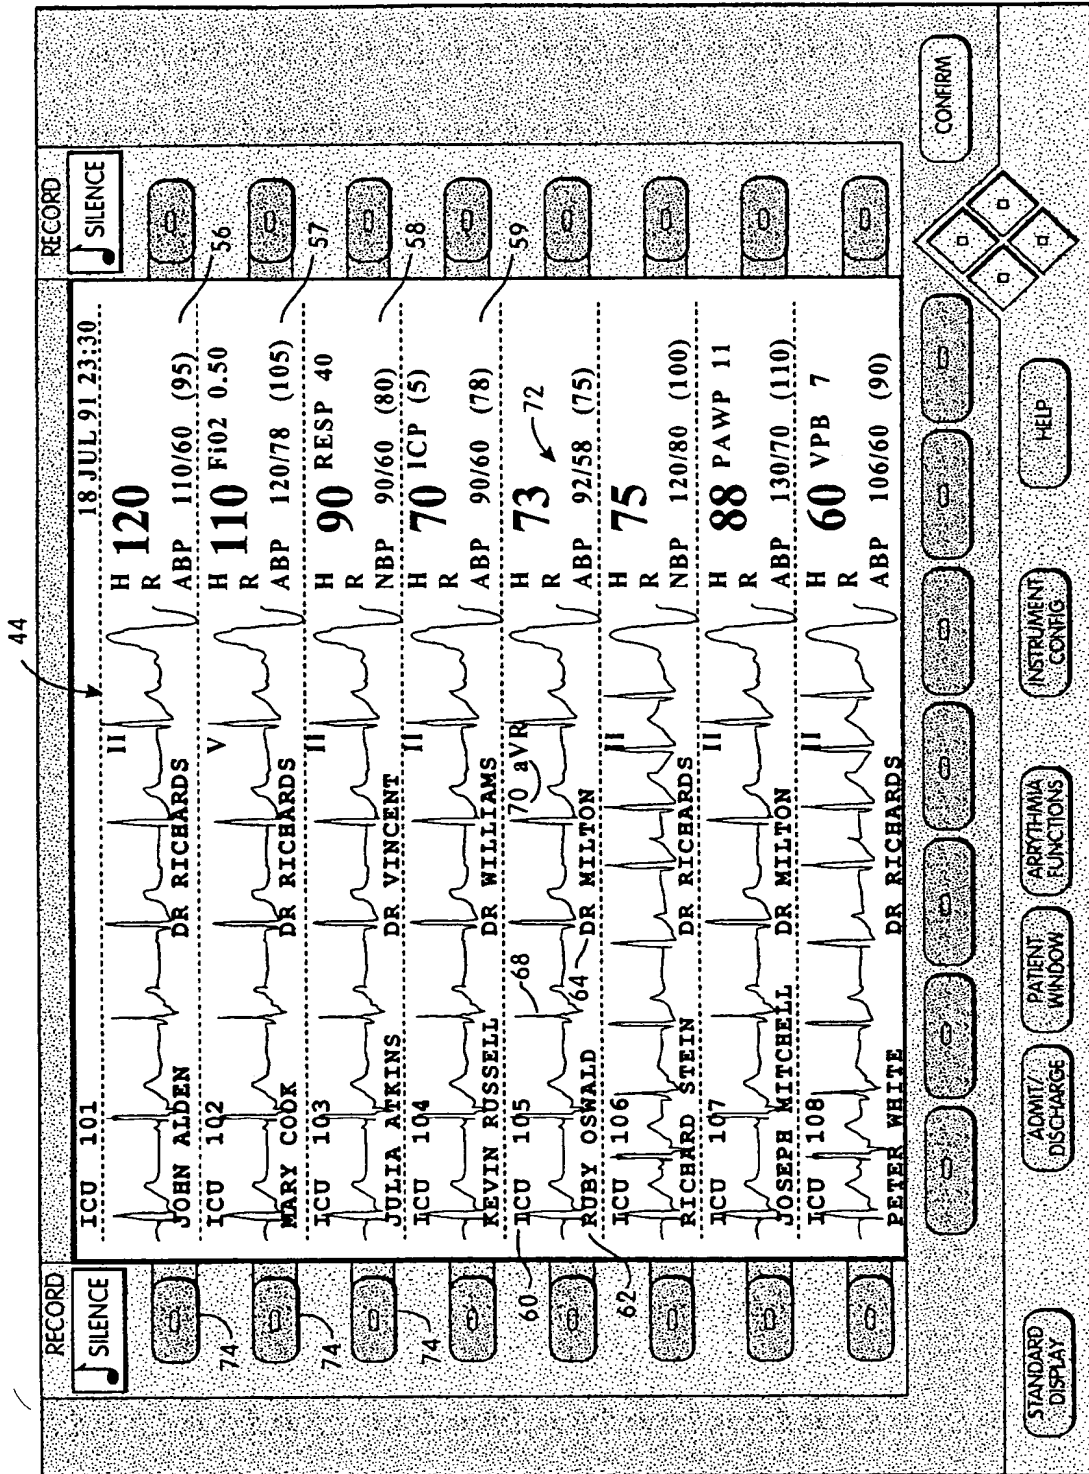 44
RECORD
RECORD
SILENCE
SILENCE
18 JUL 91 23:30
ICU 101
II
H 120
R
JOHN ALDEN
DR RICHARDS
ABP 110/60 (95)
56
74
ICU 102
V
H 110 Fi02 0.50
R
MARY COOK
DR RICHARDS
ABP 120/78 (105)
57
74
ICU 103
II
H 90 RESP 40
R
JULIA ATKINS
DR VINCENT
NBP 90/60 (80)
58
74
ICU 104
II
H 70 ICP (5)
R
KEVIN RUSSELL
DR WILLIAMS
ABP 90/60 (78)
59
60
ICU 105
68
70 aVR
H 73
R
72
62
RUBY OSWALD
64
DR MILTON
ABP 92/58 (75)
ICU 106
II
H 75
R
RICHARD STEIN
DR RICHARDS
NBP 120/80 (100)
ICU 107
II
H 88 PAWP 11
R
JOSEPH MITCHELL
DR MILTON
ABP 130/70 (110)
ICU 108
II
H 60 VPB 7
R
PETER WHITE
DR RICHARDS
ABP 106/60 (90)
CONFIRM
STANDARD
DISPLAY
ADMIT/
DISCHARGE
PATIENT
WINDOW
ARRYTHMIA
FUNCTIONS
INSTRUMENT
CONFIG
HELP